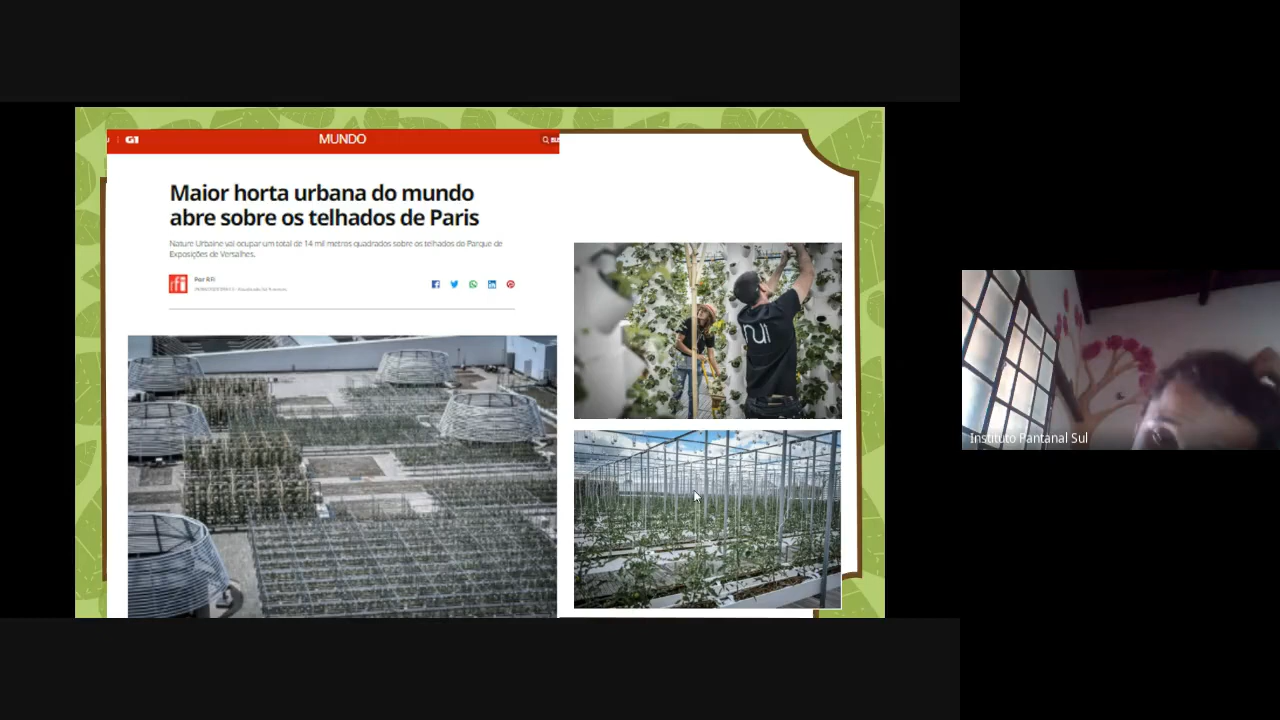 G1
MUNDO
Maior horta urbana do mundo
abre sobre os telhados de Paris
Nature Urbaine vai ocupar um total de 14 mil metros quadrados sobre os telhados do Parque de
Exposições de Versalhes.
rfi
Por RFI
nui
Instituto Pantanal Sul